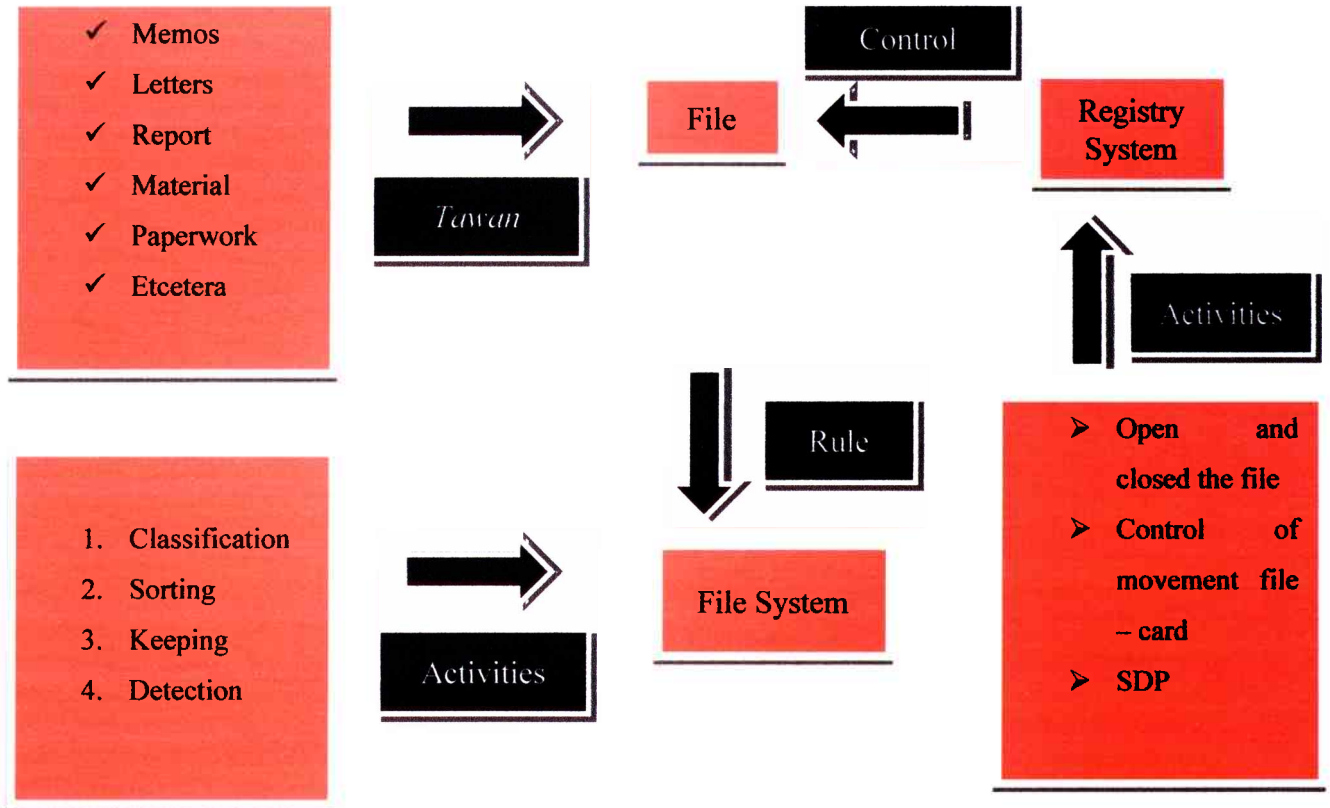 ✓ Memos
✓ Letters
✓ Report
✓ Material
✓ Paperwork
✓ Etcetera
Tawan
File
Control
Registry
System
Activities
➤ Open and
closed the file
➤ Control of
movement file
– card
➤ SDP
Rule
1. Classification
2. Sorting
3. Keeping
4. Detection
Activities
File System